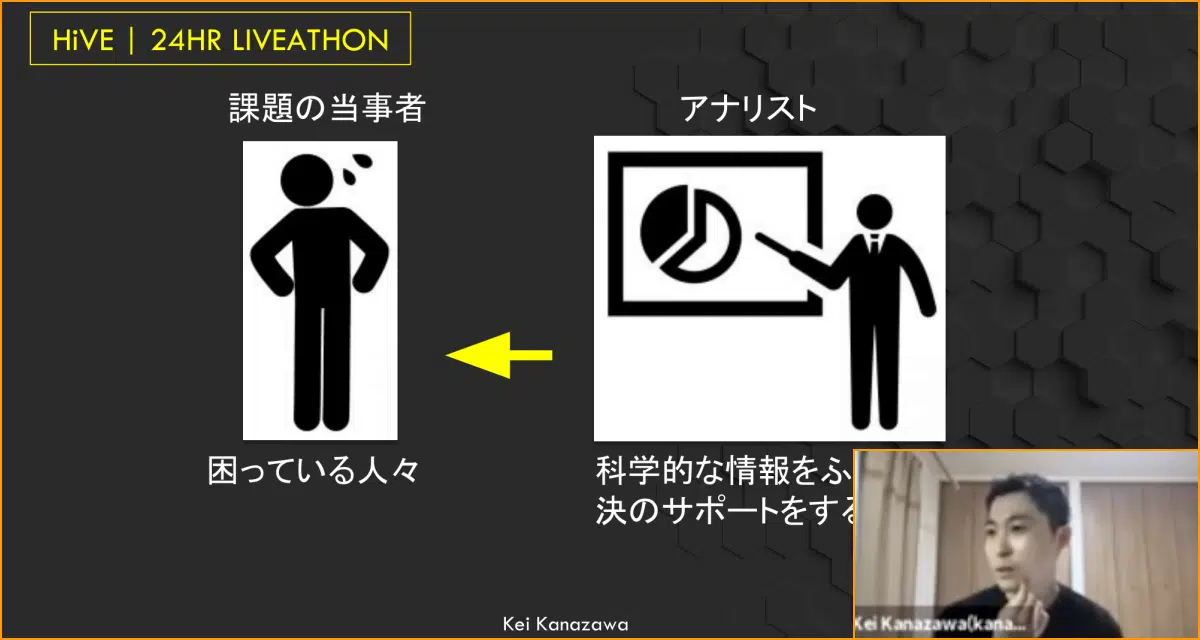 HiVE | 24HR LIVEATHON
課題の当事者
アナリスト
困っている人々
科学的な情報をふ
決のサポートをする
Kei Kanazawa
Kei Kanazawa(kana...